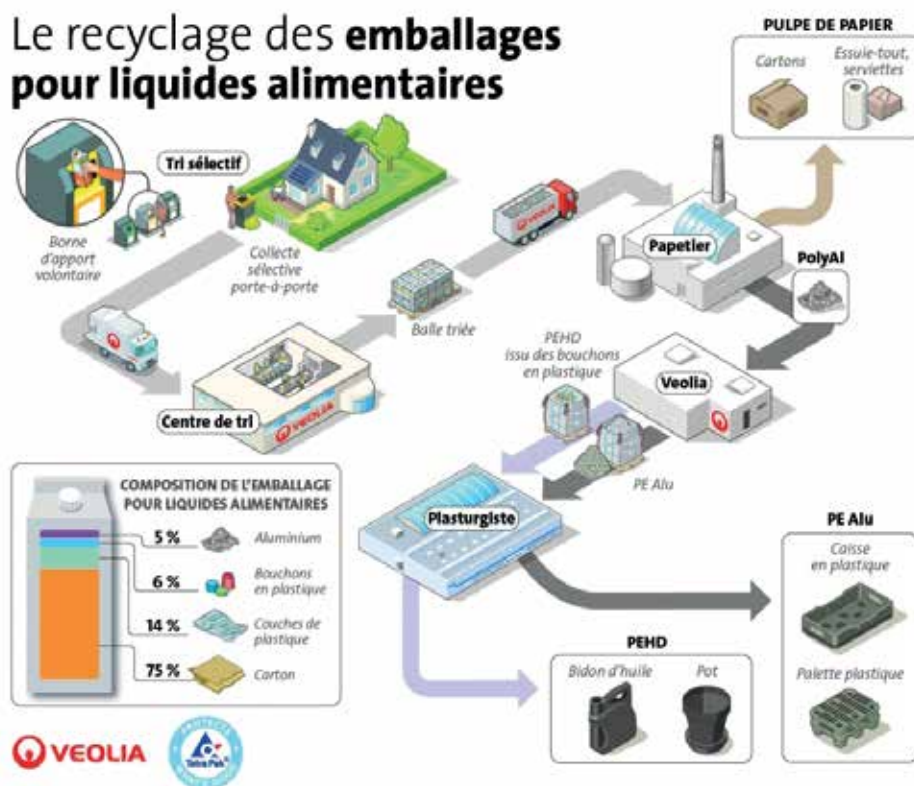 Le recyclage des emballages
pour liquides alimentaires
PULPE DE PAPIER
Cartons
Essuie-tout,
serviettes
Tri sélectif
Borne
d'apport
volontaire
Collecte
sélective
porte-à-porte
VEOLIA
Papetier
PolyAl
Balle triée
PEHD
issu des bouchons
en plastique
Veolia
Centre de tri
VEOLIA
PE Alu
Plasturgiste
COMPOSITION DE L'EMBALLAGE
POUR LIQUIDES ALIMENTAIRES
5 % Aluminium
6 % Bouchons
en plastique
14 % Couches de
plastique
75 % Carton
PE Alu
Caisse
en plastique
Palette plastique
PEHD
Bidon d'huile
Pot
VEOLIA
Tetra Pak